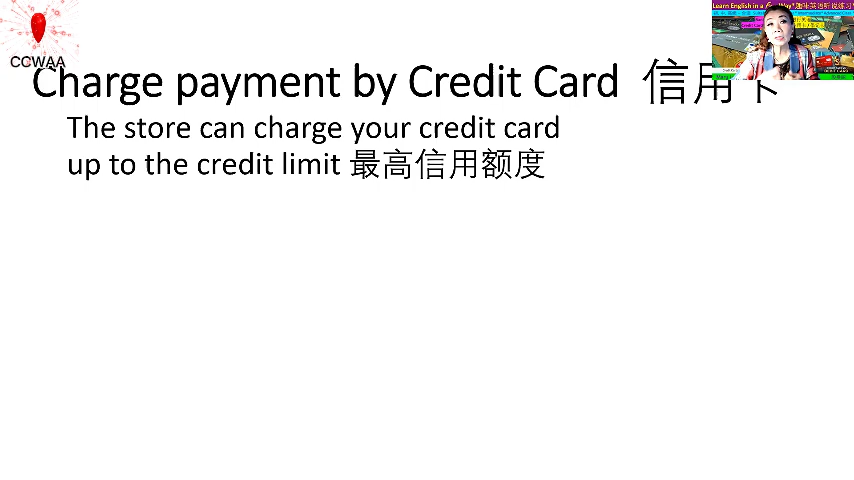 CCWAA
Learn English in a
Charge payment by Credit Card 信用卡
The store can charge your credit card
up to the credit limit 最高信用额度